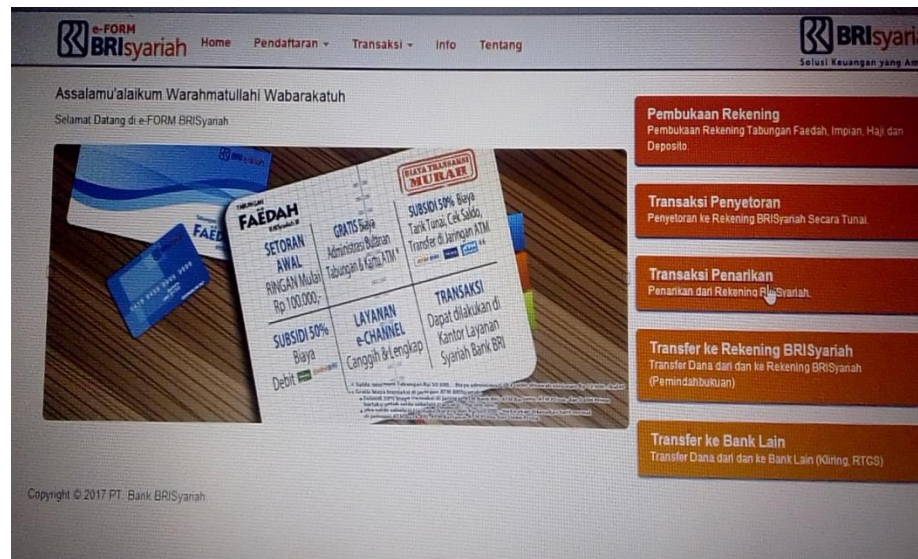 e-FORM
BRIsyariah
Home
Pendaftaran
Transaksi
Info
Tentang
BRIsyari
Solusi Keuangan yang Am
Assalamu'alaikum Warahmatullahi Wabarakatuh
Selamat Datang di e-FORM BRISyariah
TABUNGAN
FAEDAH
BRISyariah iB
SETORAN
AWAL
RINGAN Mulai
Rp 100.000,-
GRATIS Biaya
Administrasi Bulanan
Tabungan & Kartu ATM*
BIAYA TRANSAKSI
MURAH
SUBSIDI 50% Biaya
Tarik Tunai, Cek Saldo,
Transfer di Jaringan ATM
SUBSIDI 50%
Biaya
Debit
LAYANAN
e-CHANNEL
Canggih & Lengkap
TRANSAKSI
Dapat dilakukan di
Kantor Layanan
Syariah Bank BRI
Pembukaan Rekening
Pembukaan Rekening Tabungan Faedah, Impian, Haji dan
Deposito.
Transaksi Penyetoran
Penyetoran ke Rekening BRISyariah Secara Tunai.
Transaksi Penarikan
Penarikan dari Rekening BRISyariah.
Transfer ke Rekening BRISyariah
Transfer Dana dari dan ke Rekening BRISyariah
(Pemindahbukuan)
Transfer ke Bank Lain
Transfer Dana dari dan ke Bank Lain (Kliring, RTGS)
Copyright © 2017 PT. Bank BRISyariah